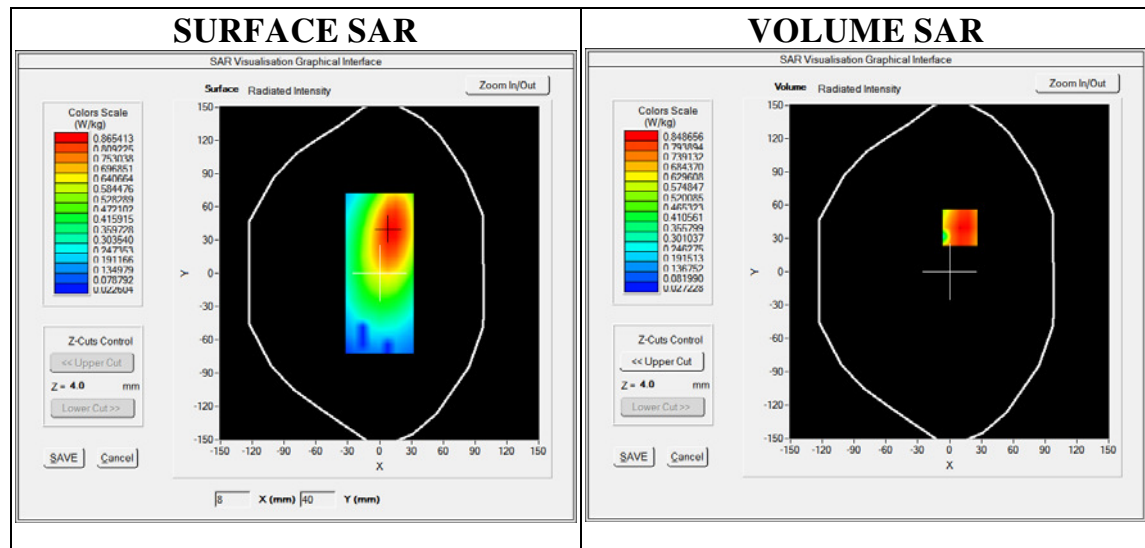 SURFACE SAR
SAR Visualisation Graphical Interface
Surface Radiated Intensity
Zoom In/Out
Colors Scale
(W/kg)
0.865413
0.809225
0.753038
0.696851
0.640664
0.584476
0.528289
0.472102
0.415915
0.359728
0.303540
0.247353
0.191166
0.134979
0.078792
0.022604
Z-Cuts Control
<< Upper Cut
Z = 4.0 mm
Lower Cut >>
SAVE Cancel
150
120
90
60
30
0
-30
-60
-90
-120
-150
Y
-150 -120 -90 -60 -30 0 30 60 90 120 150
X
8 X (mm) 40 Y (mm)
VOLUME SAR
SAR Visualisation Graphical Interface
Volume Radiated Intensity
Zoom In/Out
Colors Scale
(W/kg)
0.848656
0.793894
0.739132
0.684370
0.629608
0.574847
0.520085
0.465323
0.410561
0.355799
0.301037
0.246275
0.191513
0.136752
0.081990
0.027228
Z-Cuts Control
<< Upper Cut
Z = 4.0 mm
Lower Cut >>
SAVE Cancel
150
120
90
60
30
0
-30
-60
-90
-120
-150
Y
-150 -120 -90 -60 -30 0 30 60 90 120 150
X